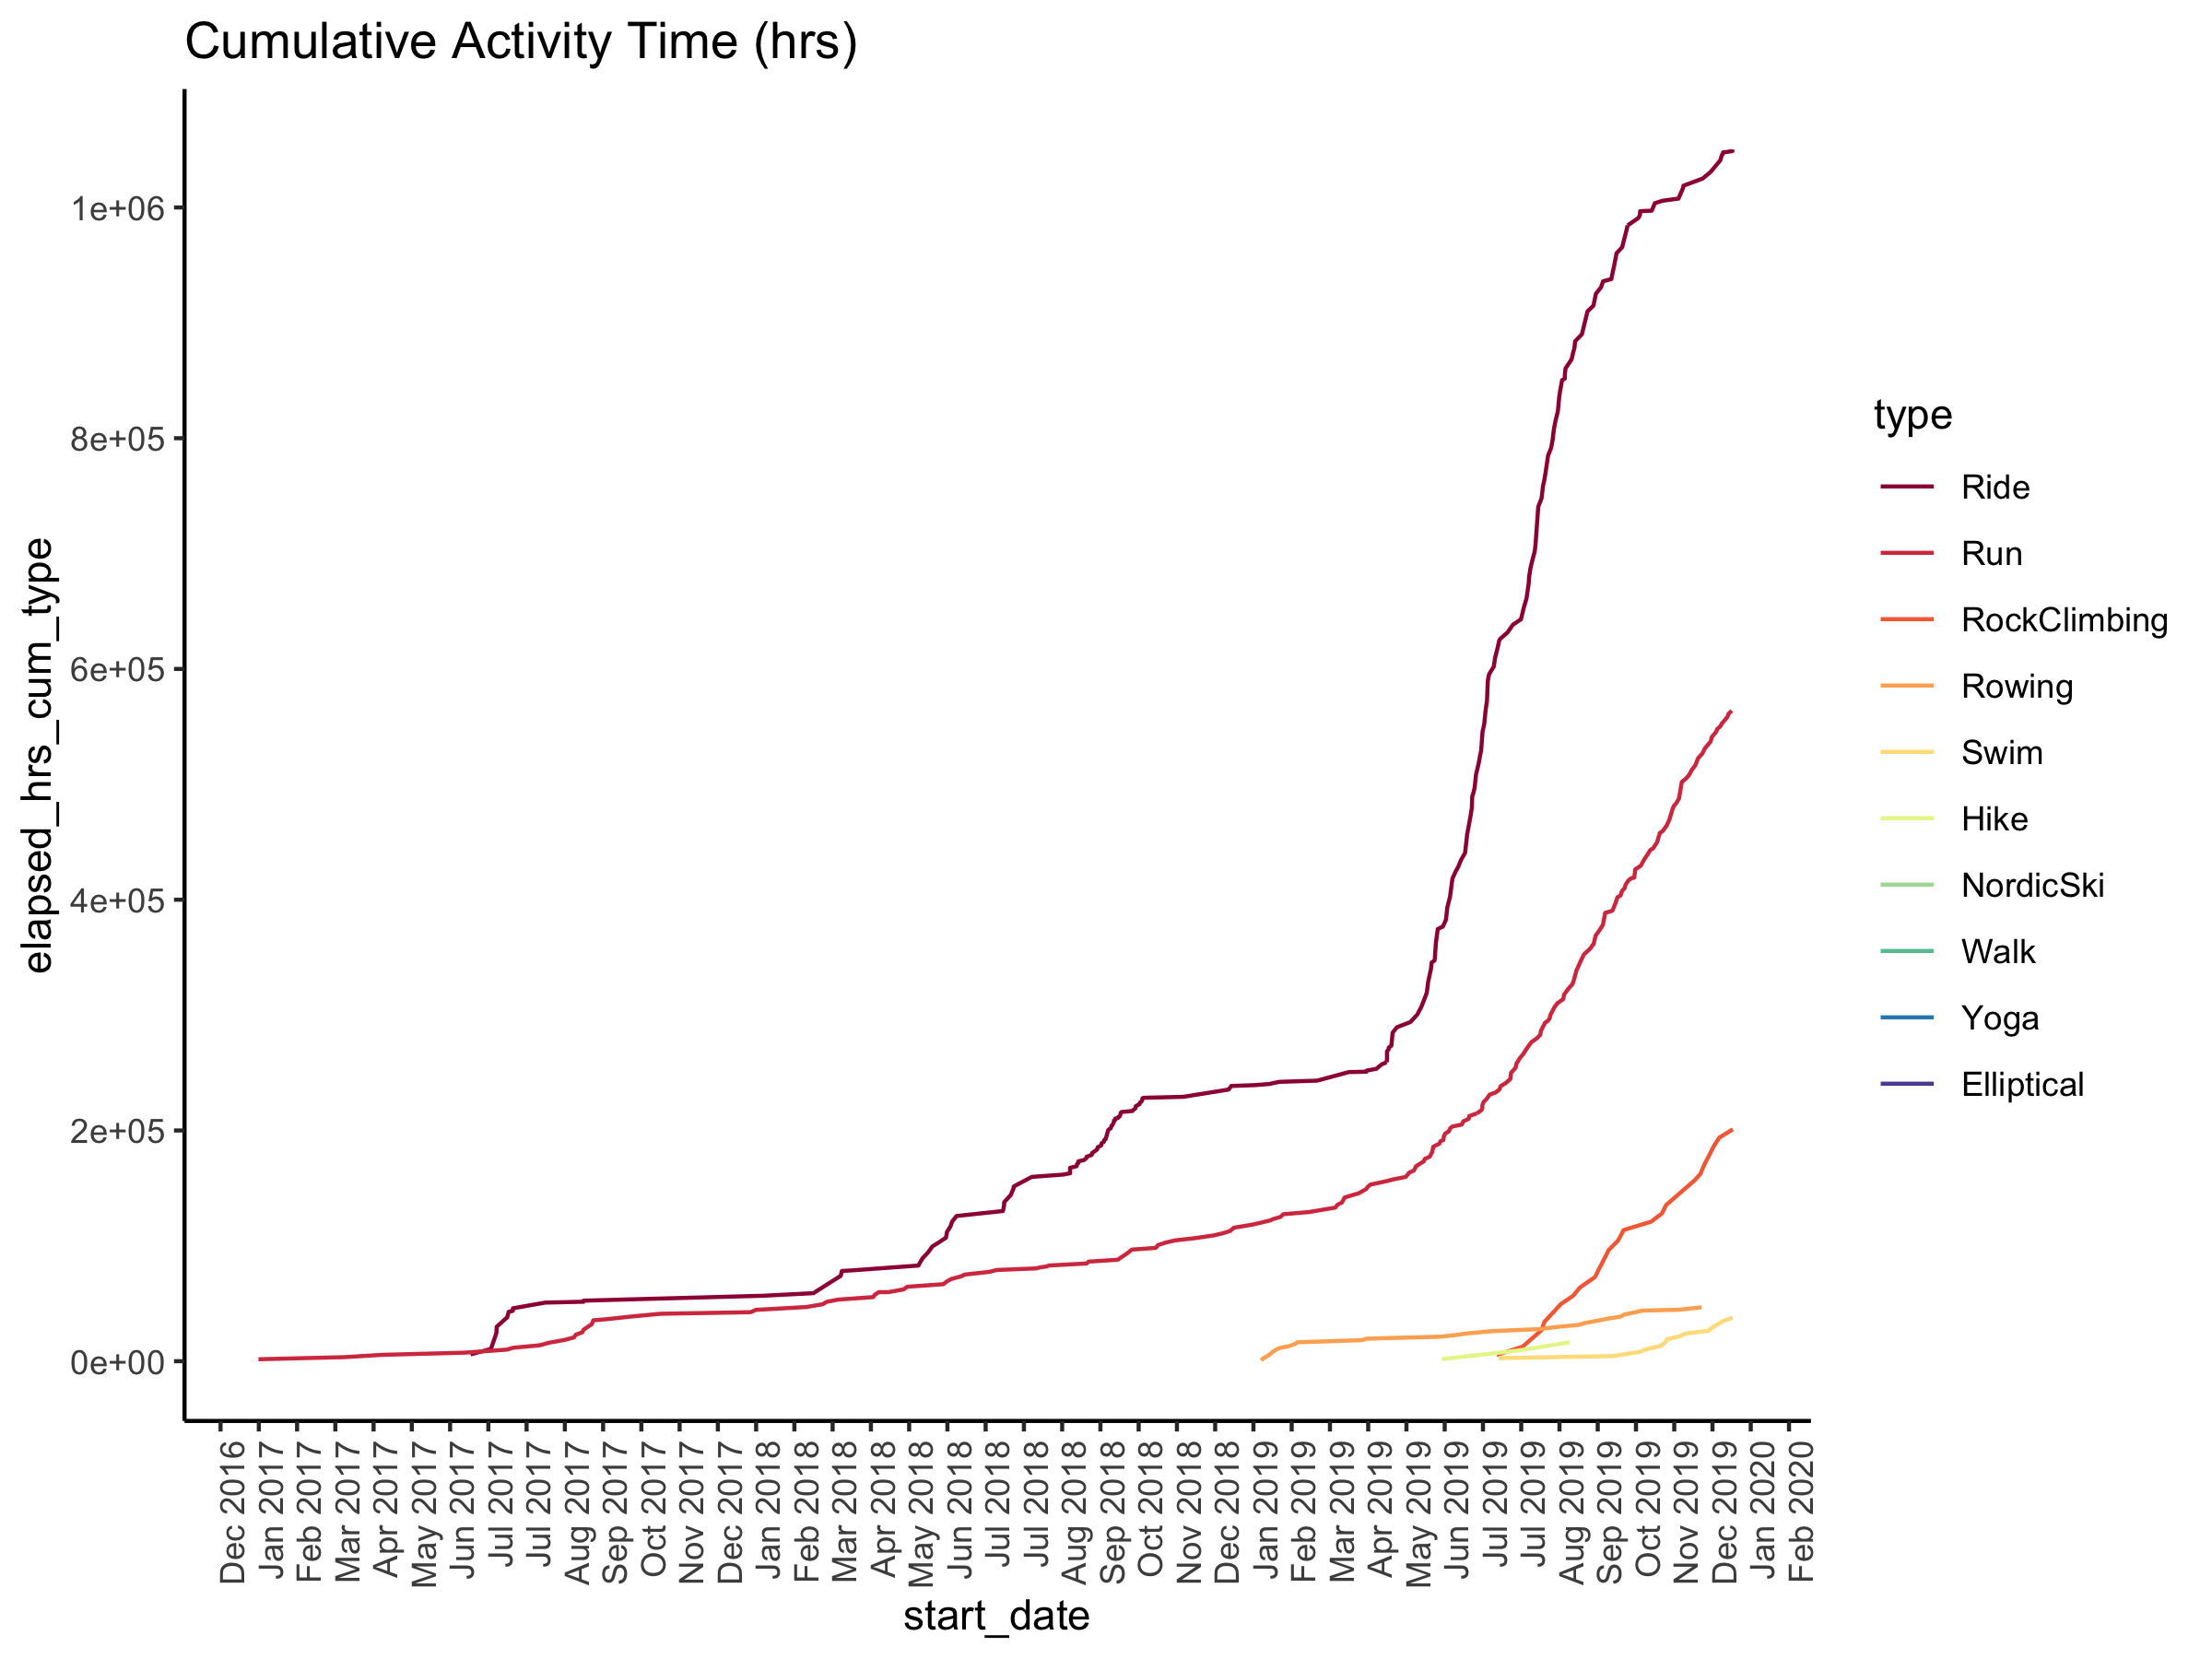 Cumulative Activity Time (hrs)
elapsed_hrs_cum_type
1e+06
8e+05
6e+05
4e+05
2e+05
0e+00
Dec 2016
Jan 2017
Feb 2017
Mar 2017
Apr 2017
May 2017
Jun 2017
Jul 2017
Jul 2017
Aug 2017
Sep 2017
Oct 2017
Nov 2017
Dec 2017
Jan 2018
Feb 2018
Mar 2018
Apr 2018
May 2018
Jun 2018
Jul 2018
Jul 2018
Aug 2018
Sep 2018
Oct 2018
Nov 2018
Dec 2018
Jan 2019
Feb 2019
Mar 2019
Apr 2019
May 2019
Jun 2019
Jul 2019
Jul 2019
Aug 2019
Sep 2019
Oct 2019
Nov 2019
Dec 2019
Jan 2020
Feb 2020
start_date
type
Ride
Run
RockClimbing
Rowing
Swim
Hike
NordicSki
Walk
Yoga
Elliptical